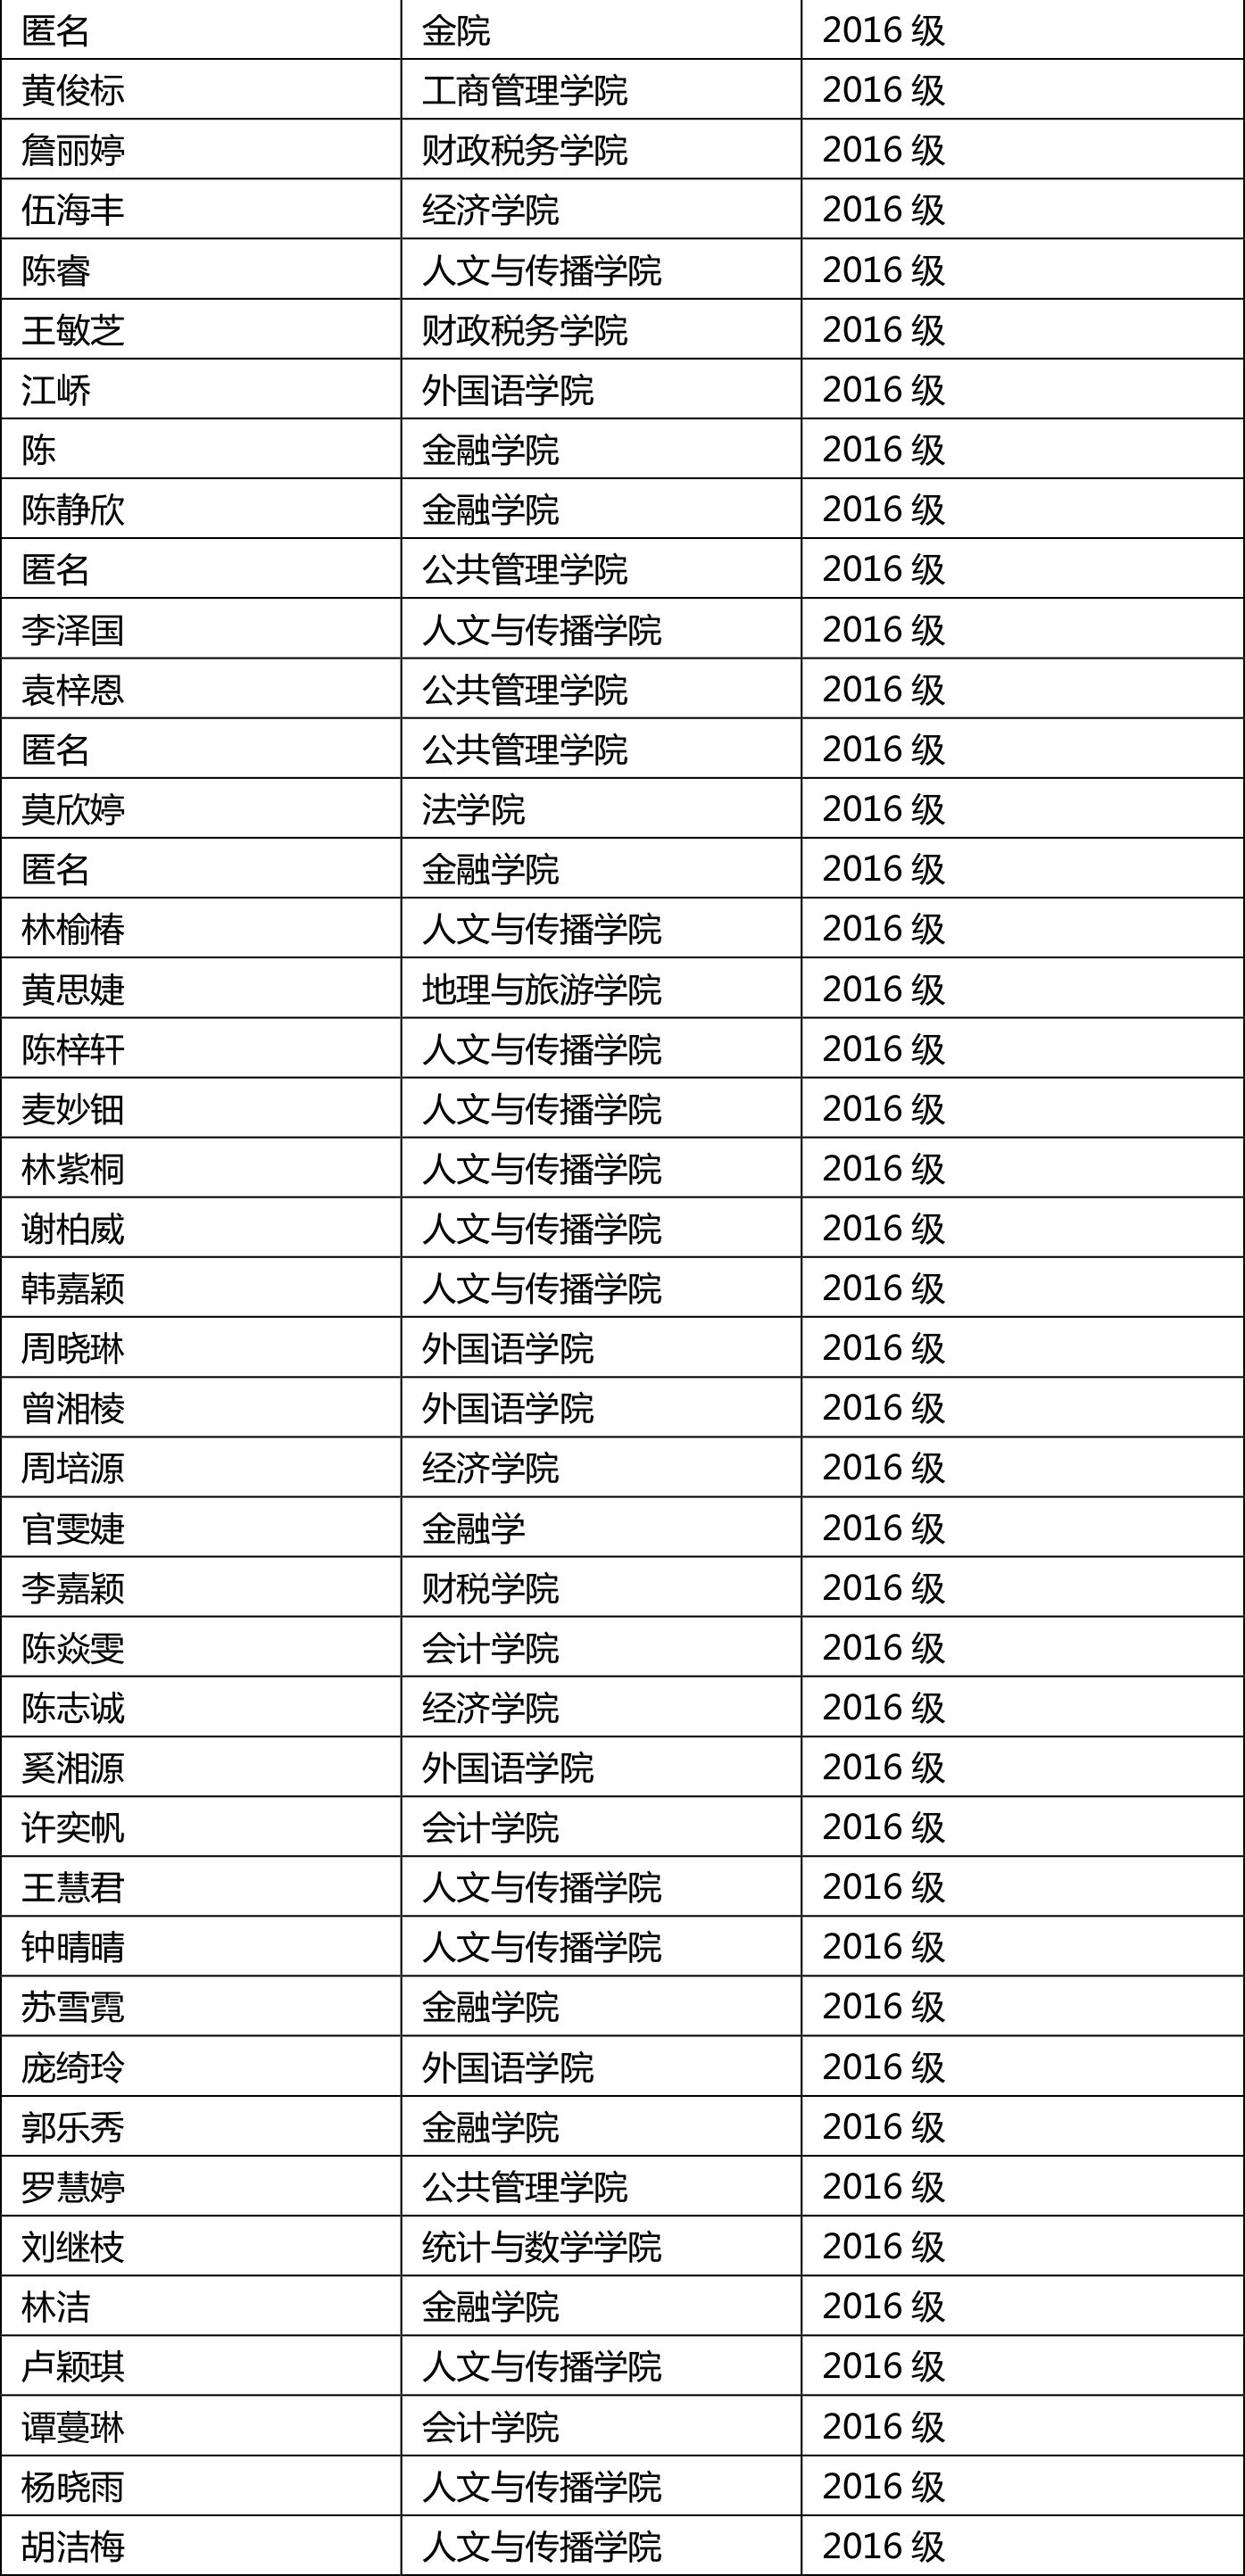 匿名 金院 2016 级
黄俊标 工商管理学院 2016 级
詹丽婷 财政税务学院 2016 级
伍海丰 经济学院 2016 级
陈睿 人文与传播学院 2016 级
王敏芝 财政税务学院 2016 级
江峤 外国语学院 2016 级
陈 金融学院 2016 级
陈静欣 金融学院 2016 级
匿名 公共管理学院 2016 级
李泽国 人文与传播学院 2016 级
袁梓恩 公共管理学院 2016 级
匿名 公共管理学院 2016 级
莫欣婷 法学院 2016 级
匿名 金融学院 2016 级
林榆椿 人文与传播学院 2016 级
黄思婕 地理与旅游学院 2016 级
陈梓轩 人文与传播学院 2016 级
麦妙钿 人文与传播学院 2016 级
林紫桐 人文与传播学院 2016 级
谢柏威 人文与传播学院 2016 级
韩嘉颖 人文与传播学院 2016 级
周晓琳 外国语学院 2016 级
曾湘棱 外国语学院 2016 级
周培源 经济学院 2016 级
官雯婕 金融学 2016 级
李嘉颖 财税学院 2016 级
陈焱雯 会计学院 2016 级
陈志诚 经济学院 2016 级
奚湘源 外国语学院 2016 级
许奕帆 会计学院 2016 级
王慧君 人文与传播学院 2016 级
钟晴晴 人文与传播学院 2016 级
苏雪霓 金融学院 2016 级
庞绮玲 外国语学院 2016 级
郭乐秀 金融学院 2016 级
罗慧婷 公共管理学院 2016 级
刘继枝 统计与数学学院 2016 级
林洁 金融学院 2016 级
卢颖琪 人文与传播学院 2016 级
谭蔓琳 会计学院 2016 级
杨晓雨 人文与传播学院 2016 级
胡洁梅 人文与传播学院 2016 级